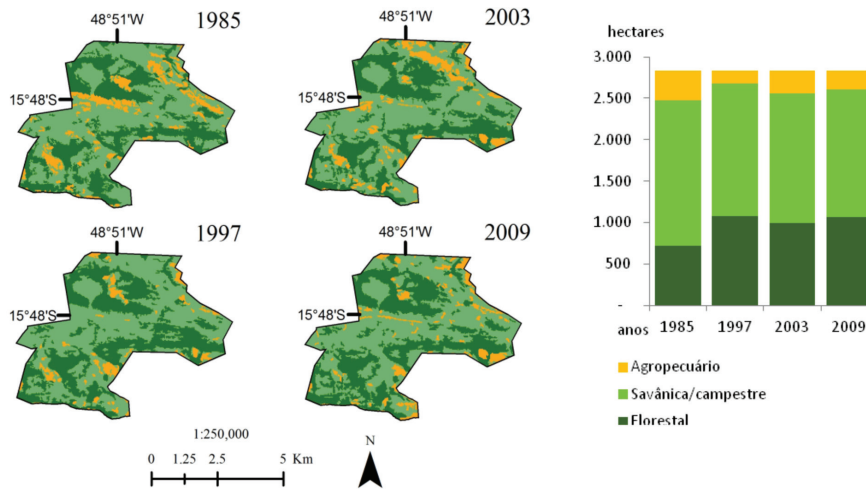 1985
48°51'W
15°48'S
2003
48°51'W
15°48'S
1997
48°51'W
15°48'S
2009
48°51'W
15°48'S
1:250,000
0 1.25 2.5 5 Km
N
hectares
3.000
2.500
2.000
1.500
1.000
500
-
anos 1985 1997 2003 2009
Agropecuário
Savânica/campestre
Florestal